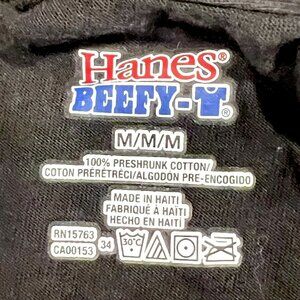 Hanes®
BEEFY-T®
M/M/M
100% PRESHRUNK COTTON/
COTON PRÉRÉTRÉCI/ALGODON PRE-ENCOGIDO
MADE IN HAITI
FABRIQUÉ À HAÏTI
HECHO EN HAITI
RN15763
CA00153
34
30°C